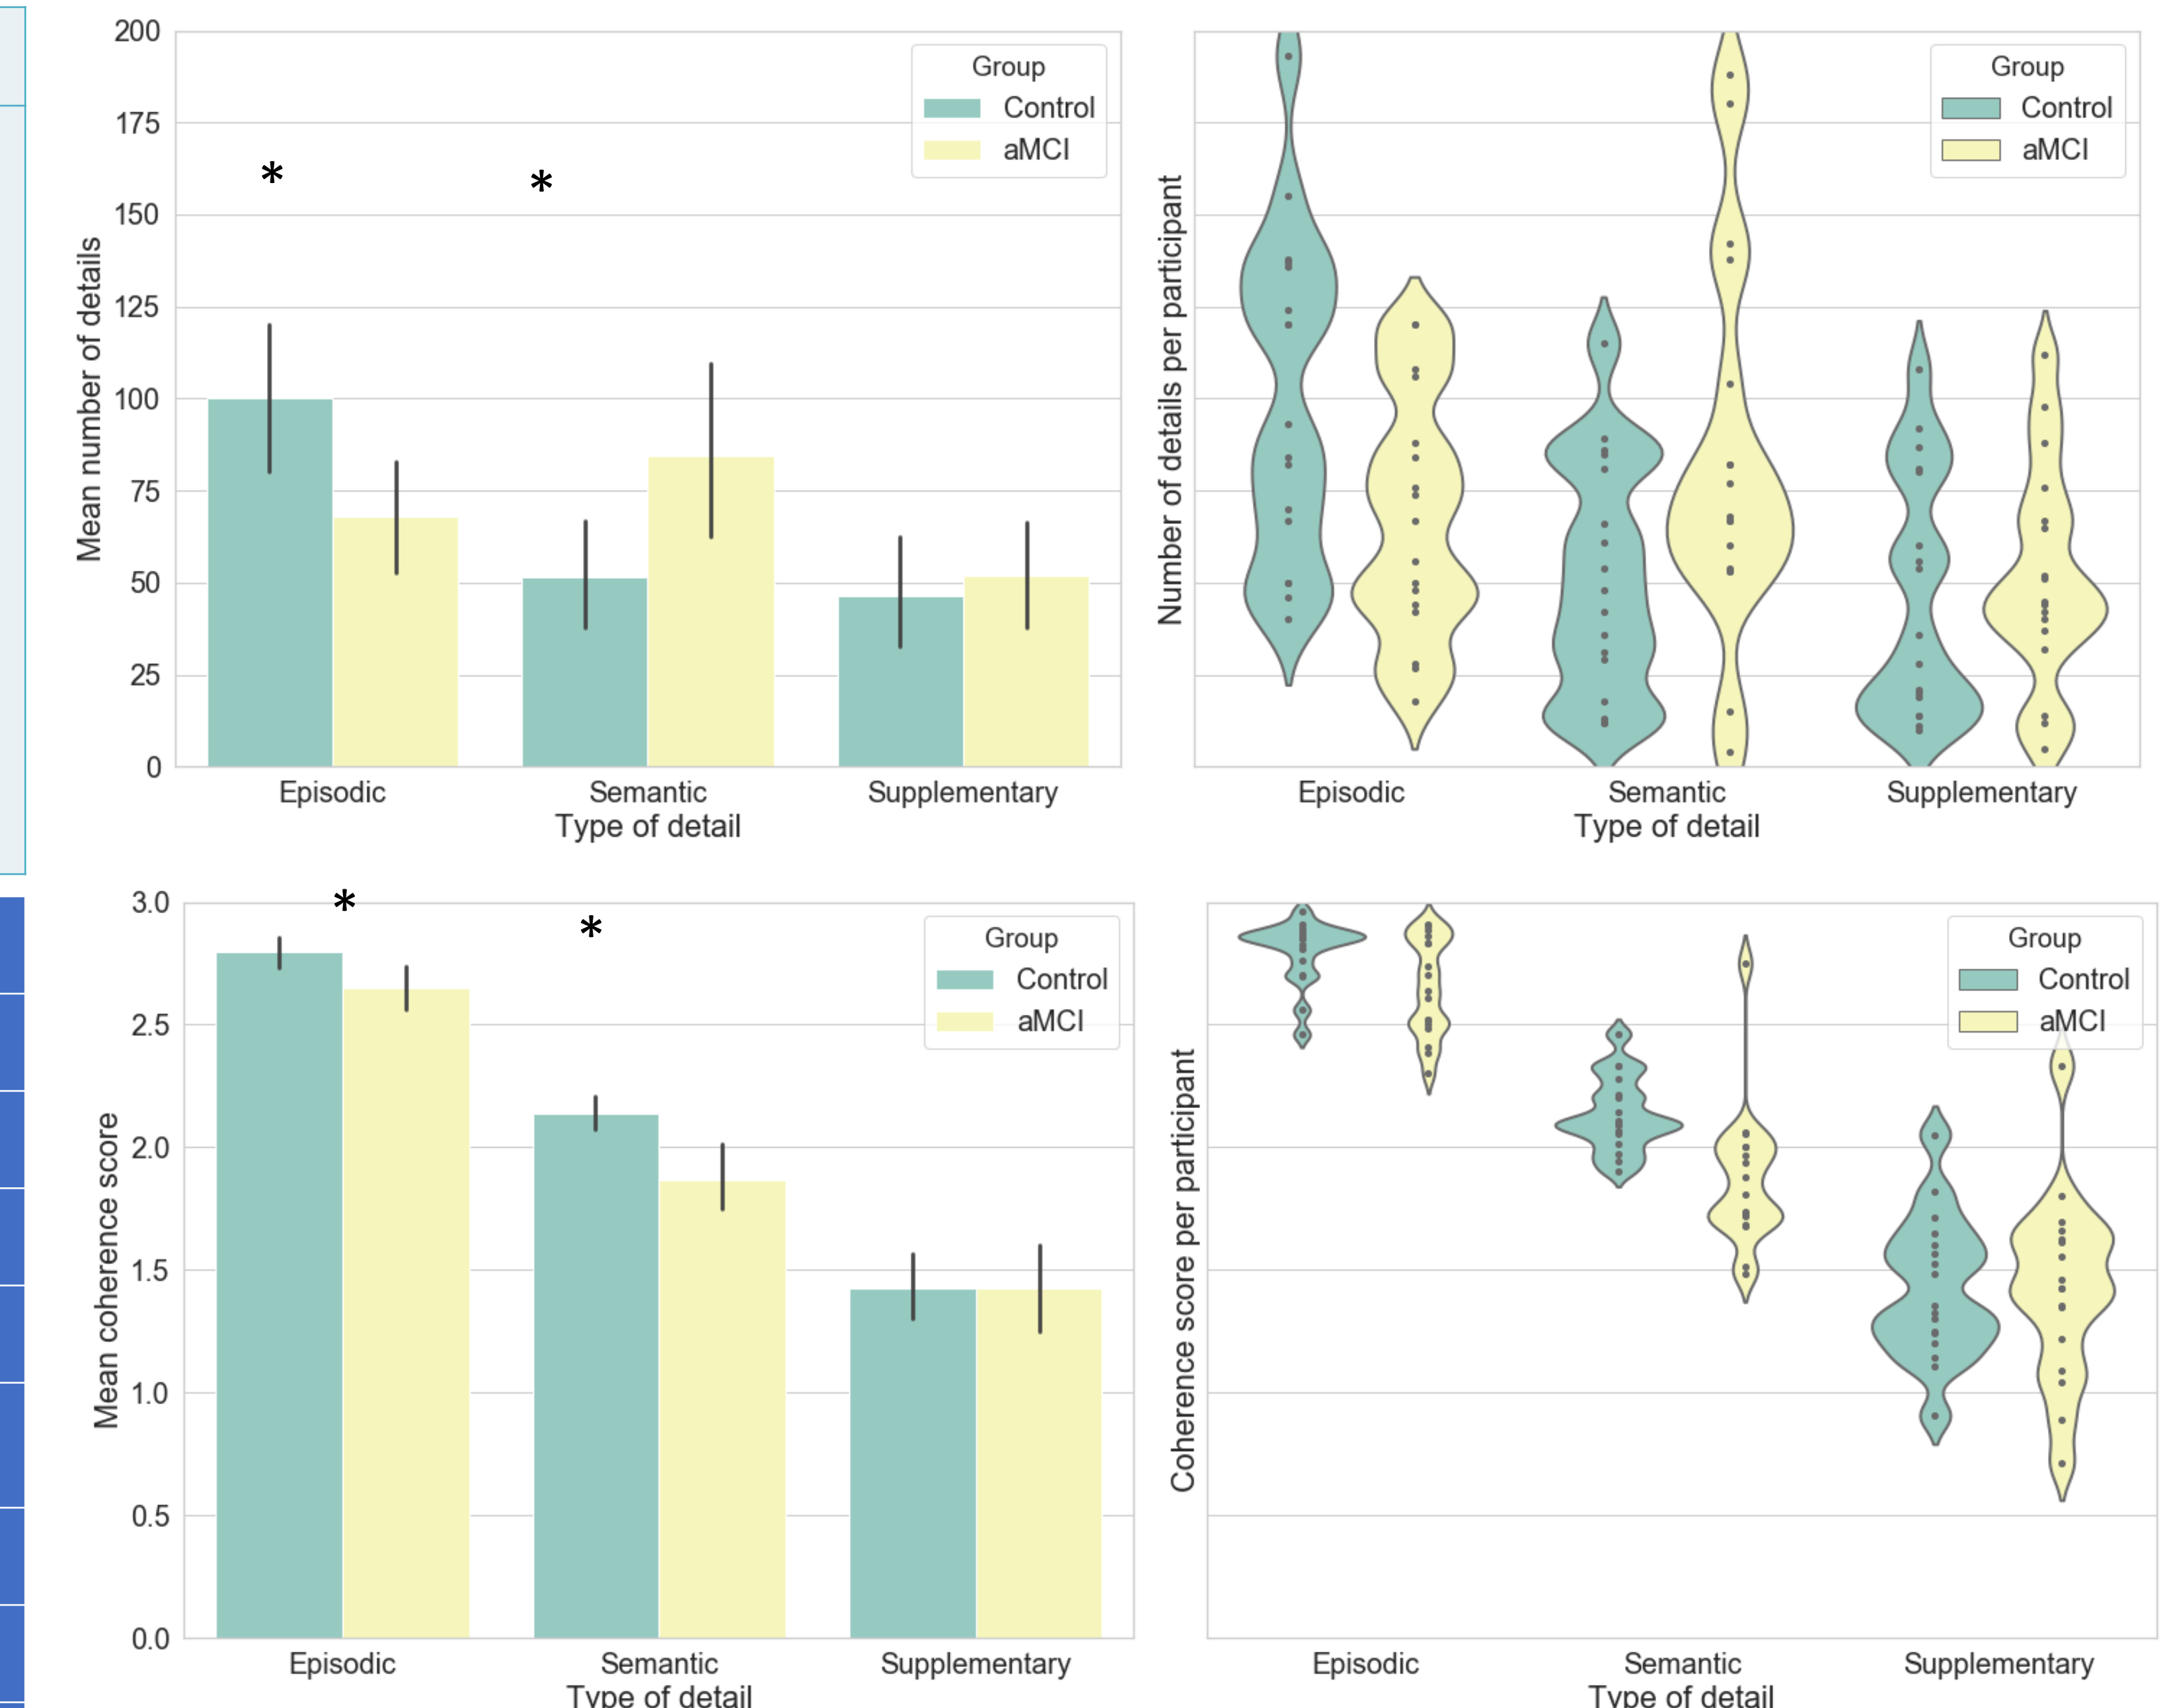 200
175
150
125
100
75
50
25
0
Mean number of details
*
*
Group
Control
aMCI
Episodic
Semantic
Supplementary
Type of detail
Number of details per participant
Group
Control
aMCI
Episodic
Semantic
Supplementary
Type of detail
3.0
2.5
2.0
1.5
1.0
0.5
0.0
Mean coherence score
*
*
Group
Control
aMCI
Episodic
Semantic
Supplementary
Type of detail
Coherence score per participant
Group
Control
aMCI
Episodic
Semantic
Supplementary
Type of detail